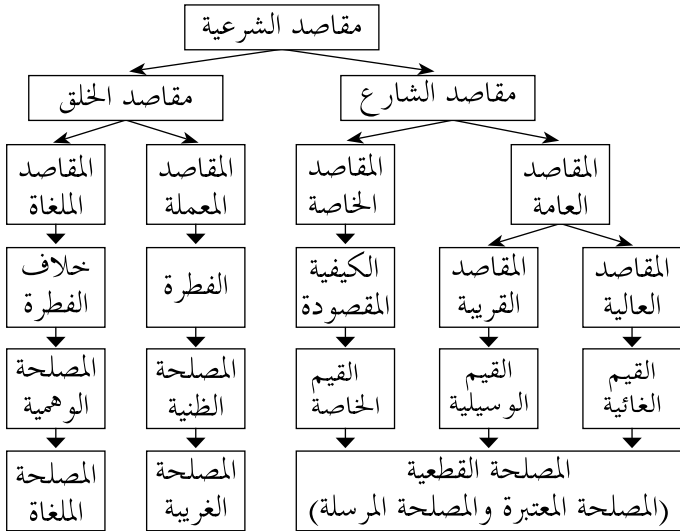 مقاصد الشرعية
مقاصد الشارع
مقاصد الخلق
المقاصد
العامة
المقاصد
الخاصة
المقاصد
المعملة
المقاصد
الملغاة
المقاصد
العالية
المقاصد
القريبة
الكيفية
المقصودة
الفطرة
خلاف
الفطرة
القيم
الغائية
القيم
الوسيلية
القيم
الخاصة
المصلحة
الظنية
المصلحة
الوهمية
المصلحة القطعية
(المصلحة المعتبرة والمصلحة المرسلة)
المصلحة
الغريبة
المصلحة
الملغاة